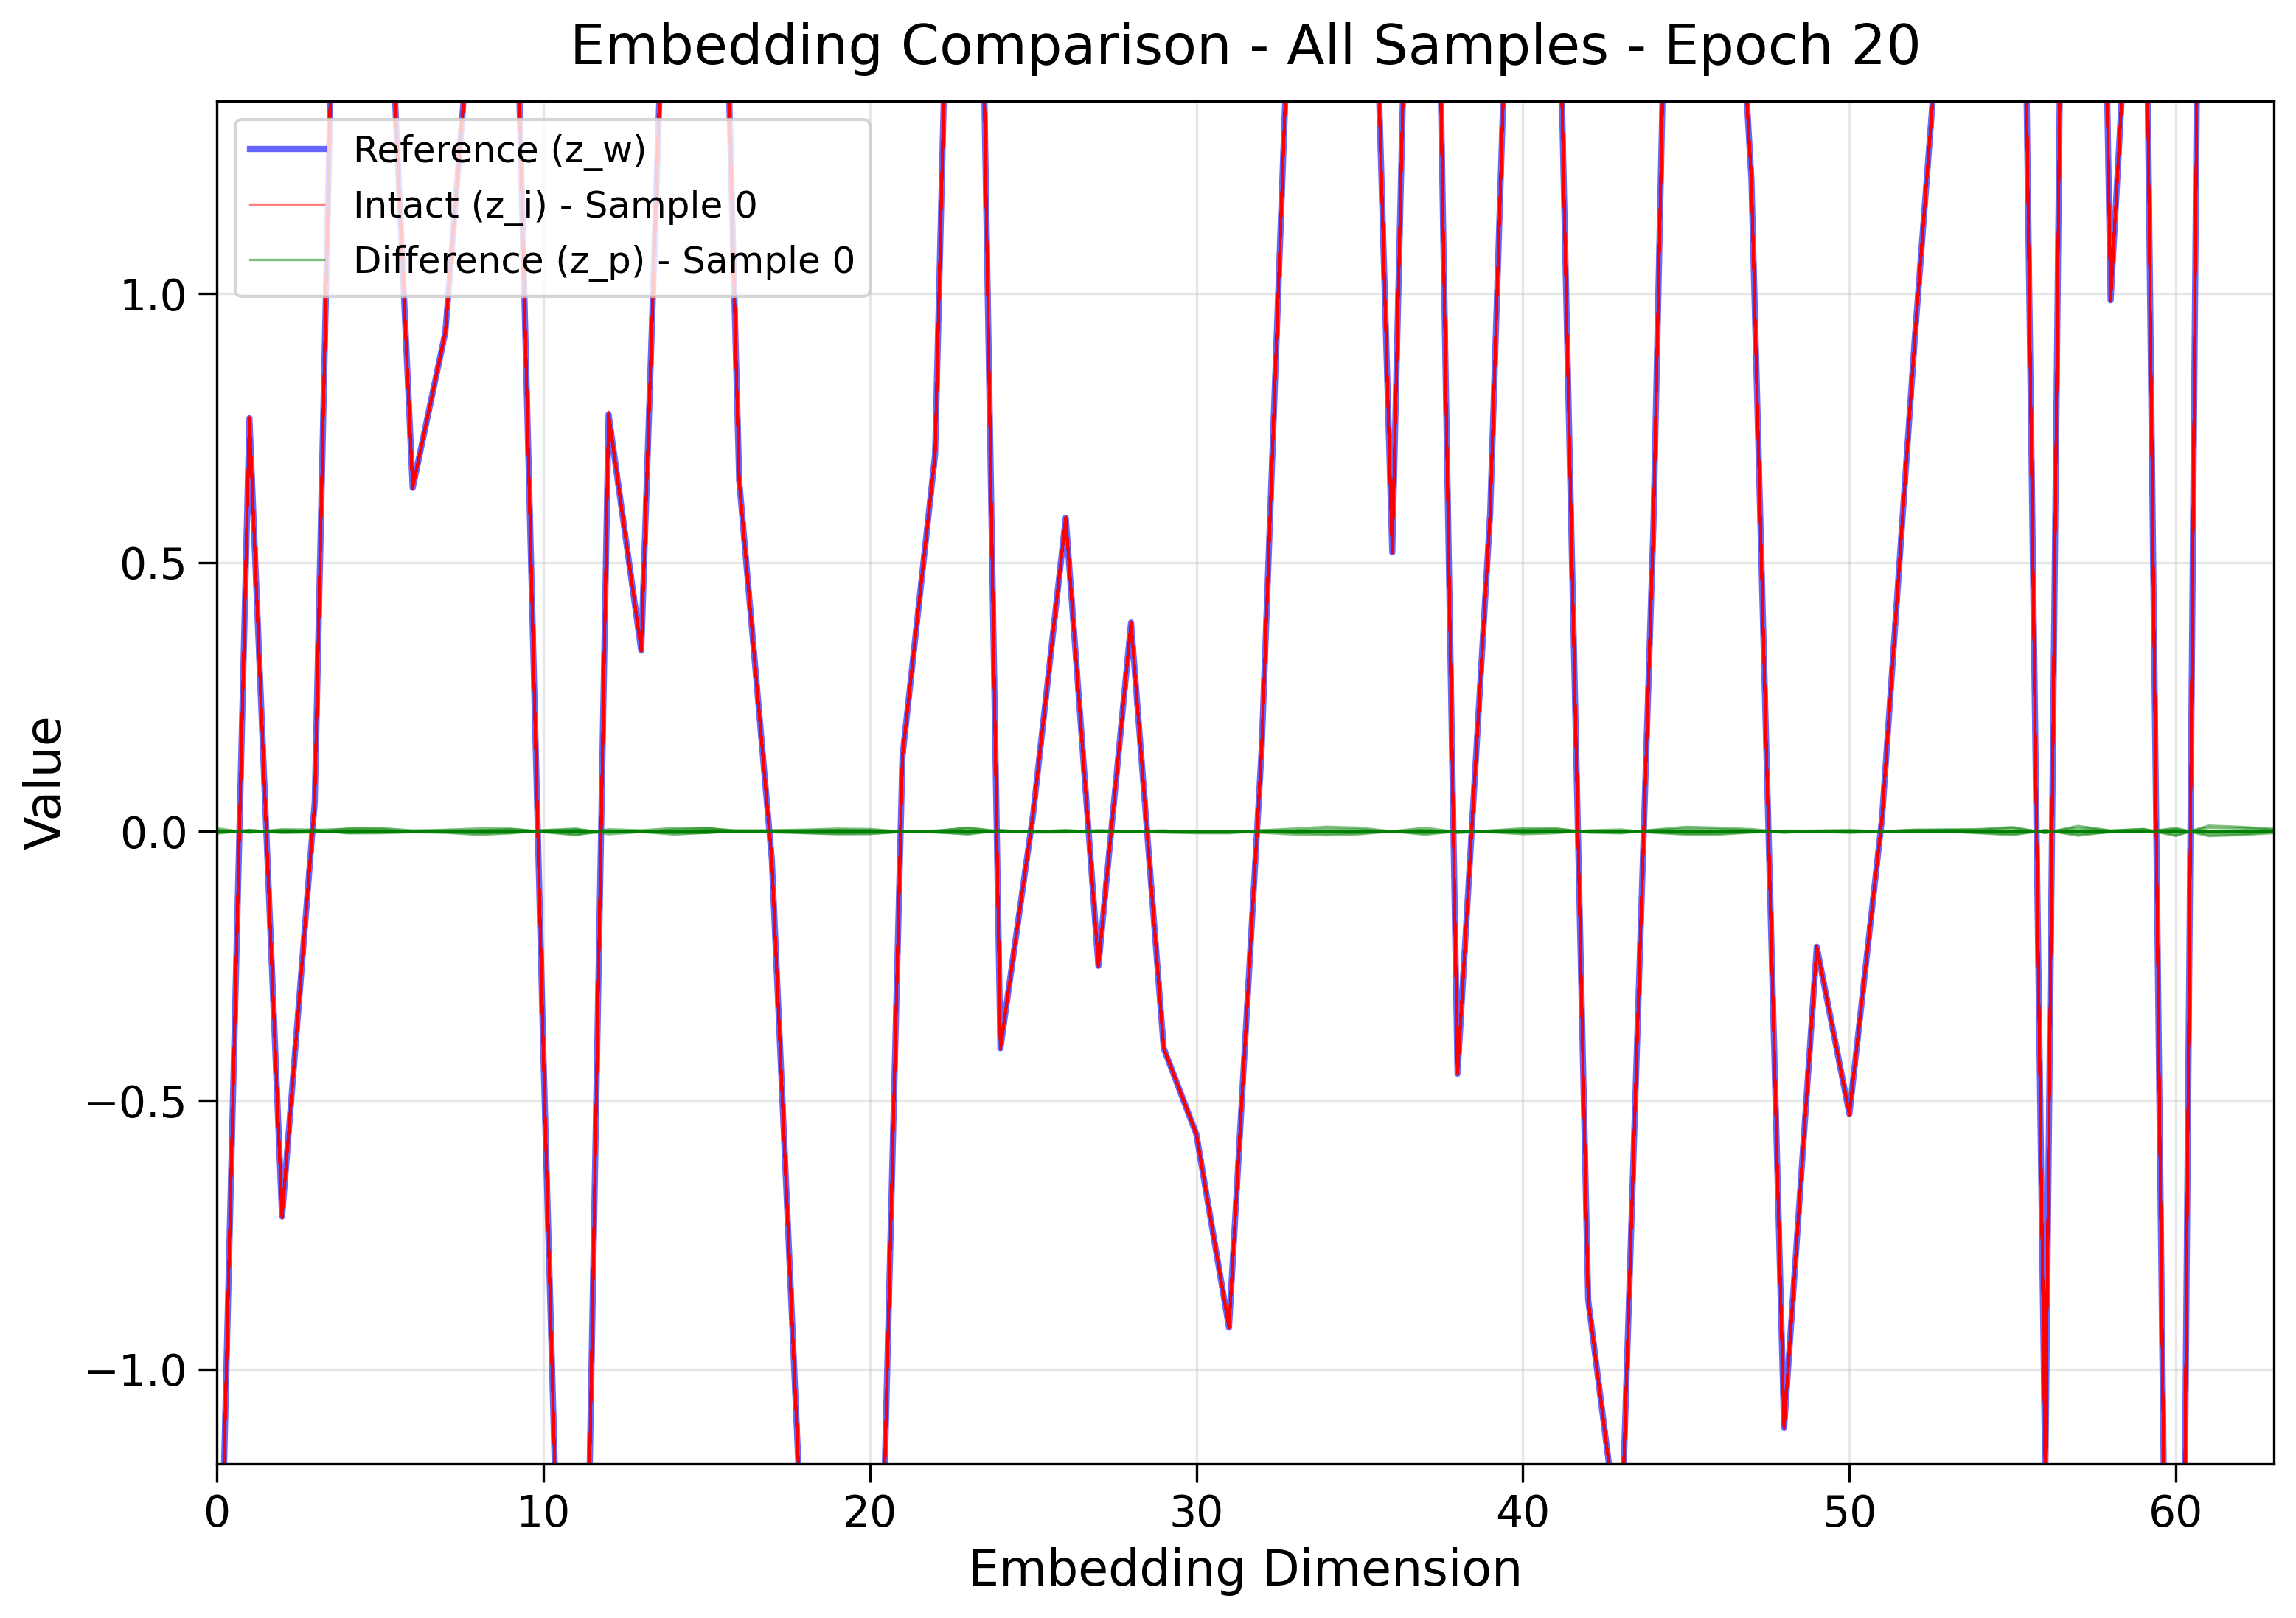 Embedding Comparison - All Samples - Epoch 20
Reference (z_w)
Intact (z_i) - Sample 0
Difference (z_p) - Sample 0
1.0
0.5
0.0
−0.5
−1.0
Value
0 10 20 30 40 50 60
Embedding Dimension